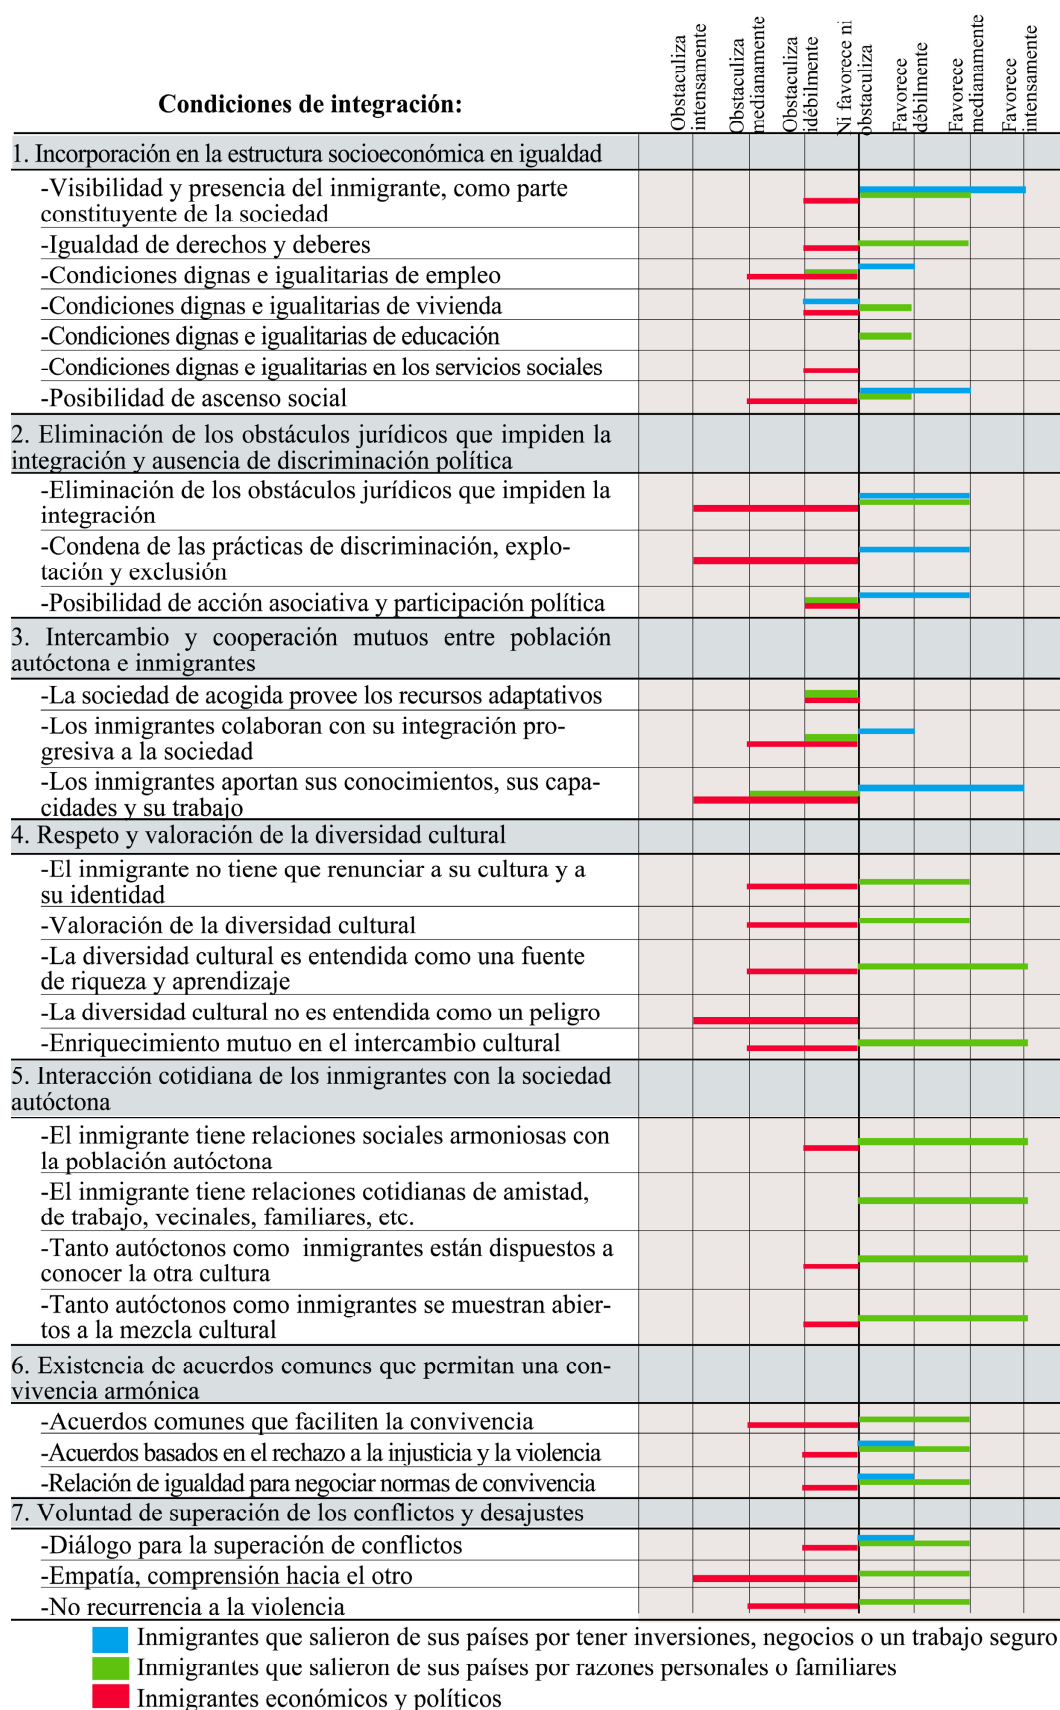 Obstaculiza
intensamente
Obstaculiza
medianamente
Obstaculiza
idébilmente
Ni favorece ni
obstaculiza
Favorece
débilmente
Favorece
medianamente
Favorece
intensamente
Condiciones de integración:
1. Incorporación en la estructura socioeconómica en igualdad
-Visibilidad y presencia del inmigrante, como parte
constituyente de la sociedad
-Igualdad de derechos y deberes
-Condiciones dignas e igualitarias de empleo
-Condiciones dignas e igualitarias de vivienda
-Condiciones dignas e igualitarias de educación
-Condiciones dignas e igualitarias en los servicios sociales
-Posibilidad de ascenso social
2. Eliminación de los obstáculos jurídicos que impiden la
integración y ausencia de discriminación política
-Eliminación de los obstáculos jurídicos que impiden la
integración
-Condena de las prácticas de discriminación, explo-
tación y exclusión
-Posibilidad de acción asociativa y participación política
3. Intercambio y cooperación mutuos entre población
autóctona e inmigrantes
-La sociedad de acogida provee los recursos adaptativos
-Los inmigrantes colaboran con su integración pro-
gresiva a la sociedad
-Los inmigrantes aportan sus conocimientos, sus capa-
cidades y su trabajo
4. Respeto y valoración de la diversidad cultural
-El inmigrante no tiene que renunciar a su cultura y a
su identidad
-Valoración de la diversidad cultural
-La diversidad cultural es entendida como una fuente
de riqueza y aprendizaje
-La diversidad cultural no es entendida como un peligro
-Enriquecimiento mutuo en el intercambio cultural
5. Interacción cotidiana de los inmigrantes con la sociedad
autóctona
-El inmigrante tiene relaciones sociales armoniosas con
la población autóctona
-El inmigrante tiene relaciones cotidianas de amistad,
de trabajo, vecinales, familiares, etc.
-Tanto autóctonos como inmigrantes están dispuestos a
conocer la otra cultura
-Tanto autóctonos como inmigrantes se muestran abier-
tos a la mezcla cultural
6. Existencia de acuerdos comunes que permitan una con-
vivencia armónica
-Acuerdos comunes que faciliten la convivencia
-Acuerdos basados en el rechazo a la injusticia y la violencia
-Relación de igualdad para negociar normas de convivencia
7. Voluntad de superación de los conflictos y desajustes
-Diálogo para la superación de conflictos
-Empatía, comprensión hacia el otro
-No recurrencia a la violencia
Inmigrantes que salieron de sus países por tener inversiones, negocios o un trabajo seguro
Inmigrantes que salieron de sus países por razones personales o familiares
Inmigrantes económicos y políticos